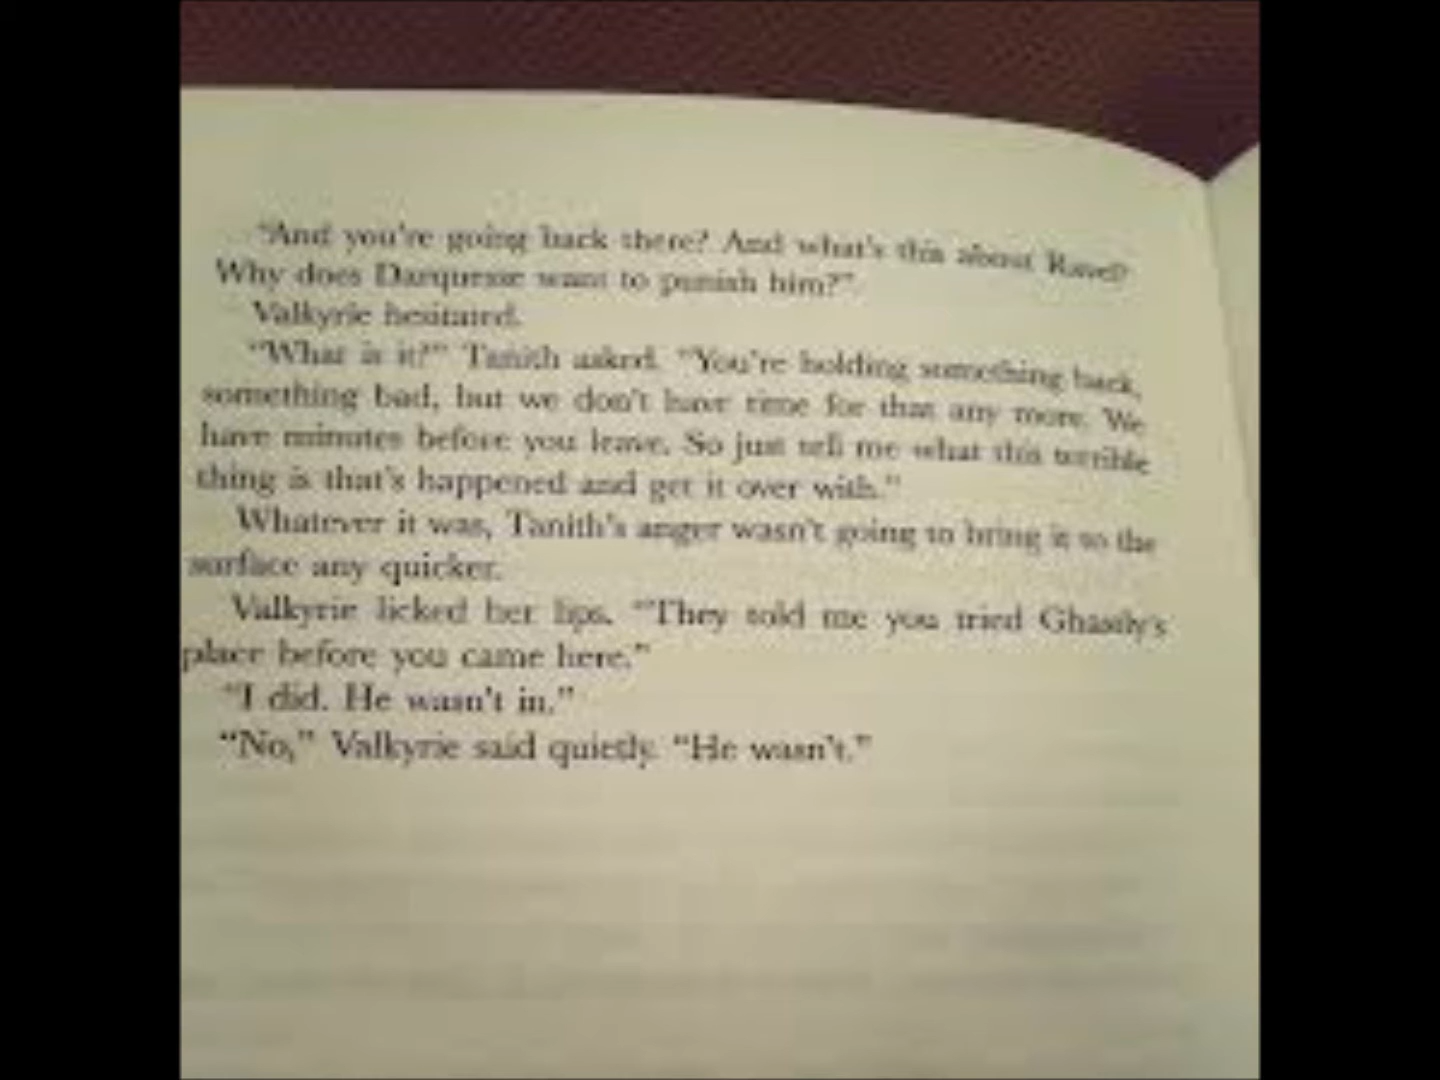 "And you're going back there? And what's this about Ravel?
Why does Darquesse want to punish him?"
Valkyrie hesitated.
"What is it?" Tanith asked. "You're holding something back,
something bad, but we don't have time for that any more. We
have minutes before you leave. So just tell me what this terrible
thing is that's happened and get it over with."
Whatever it was, Tanith's anger wasn't going to bring it to the
surface any quicker.
Valkyrie licked her lips. "They told me you tried Ghastly's
place before you came here."
"I did. He wasn't in."
"No," Valkyrie said quietly. "He wasn't."